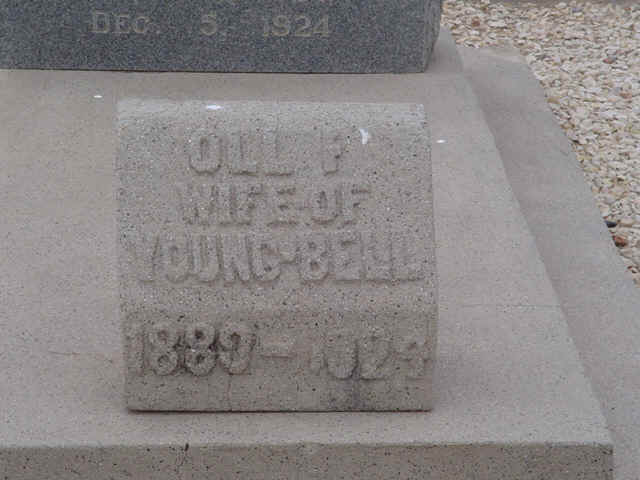 DEC. 5. 1924
WIFE OF
YOUNG-BELL
1889-1924